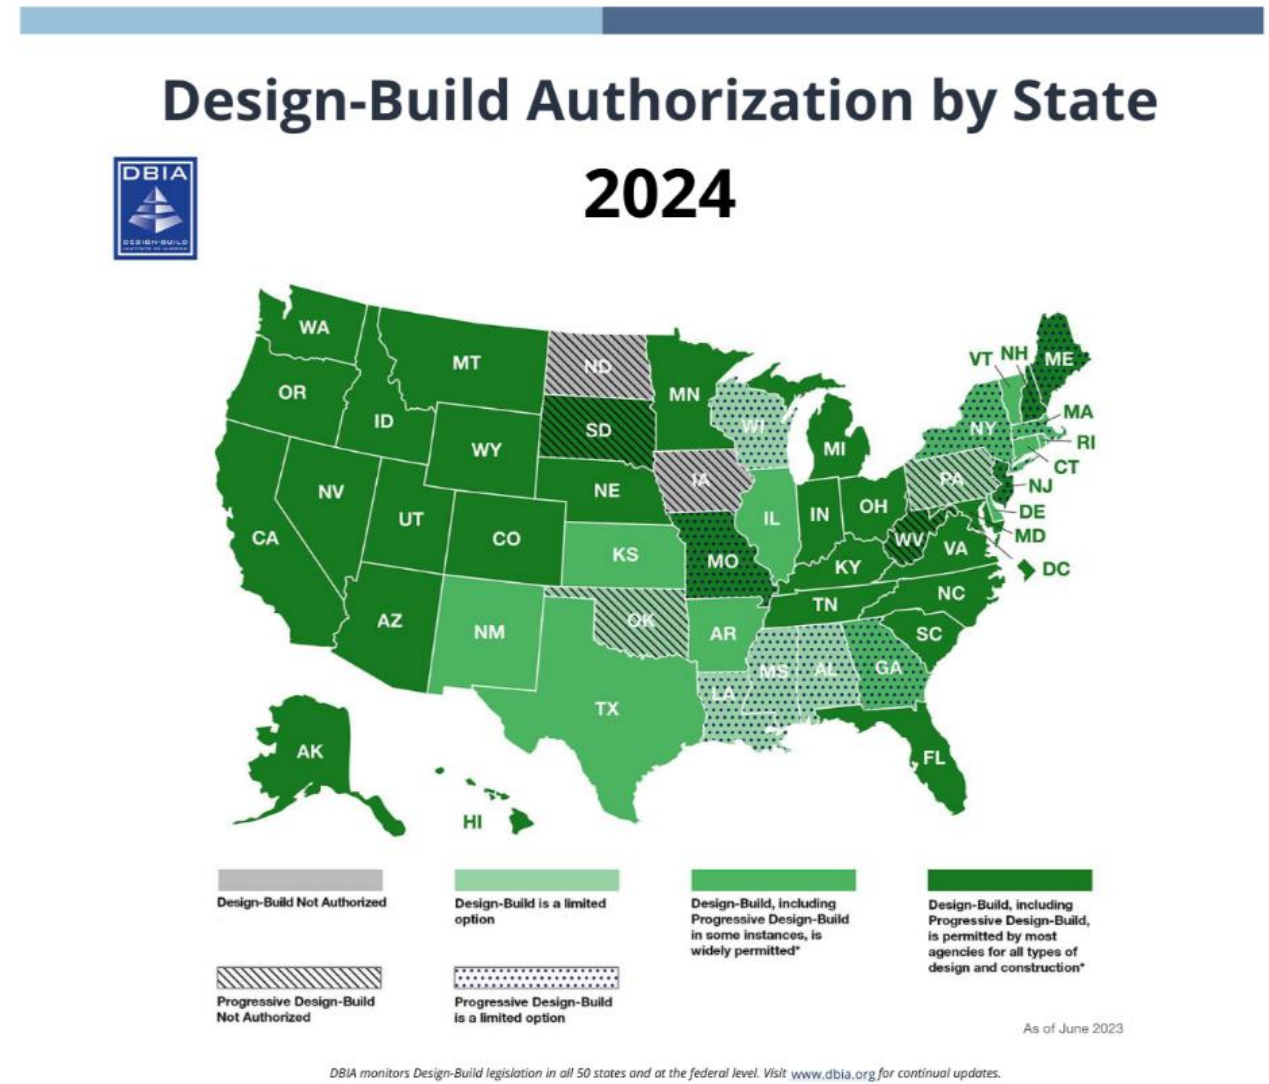 Design-Build Authorization by State
2024
DBIA
DESIGN-BUILD
WA
OR
CA
NV
ID
MT
WY
UT
AZ
CO
NM
ND
SD
NE
KS
OK
TX
MN
IA
MO
AR
LA
WI
IL
MS
MI
IN
OH
KY
TN
AL
GA
FL
SC
NC
VA
WV
PA
NY
VT
NH
ME
MA
RI
CT
NJ
DE
MD
DC
AK
HI
Design-Build Not Authorized
Design-Build is a limited
option
Design-Build, including
Progressive Design-Build
in some instances, is
widely permitted*
Design-Build, including
Progressive Design-Build,
is permitted by most
agencies for all types of
design and construction*
Progressive Design-Build
Not Authorized
Progressive Design-Build
is a limited option
As of June 2023
DBIA monitors Design-Build legislation in all 50 states and at the federal level. Visit www.dbia.org for continual updates.